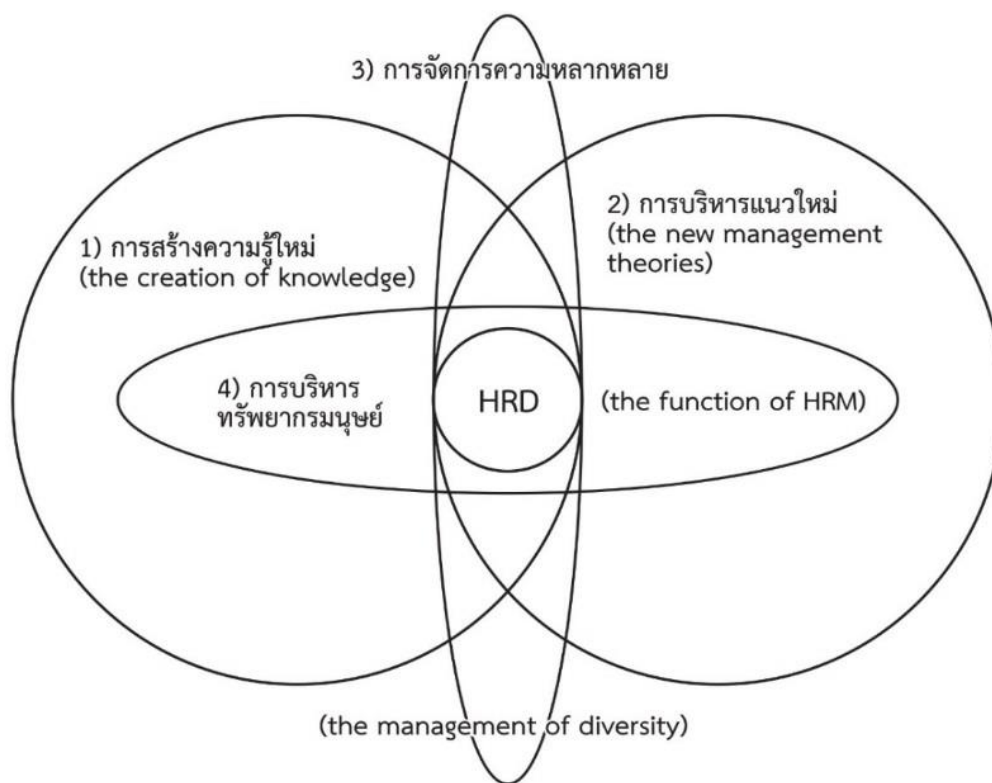 3) การจัดการความหลากหลาย
2) การบริหารแนวใหม่
(the new management
theories)
1) การสร้างความรู้ใหม่
(the creation of knowledge)
4) การบริหาร
ทรัพยากรมนุษย์
HRD
(the function of HRM)
(the management of diversity)